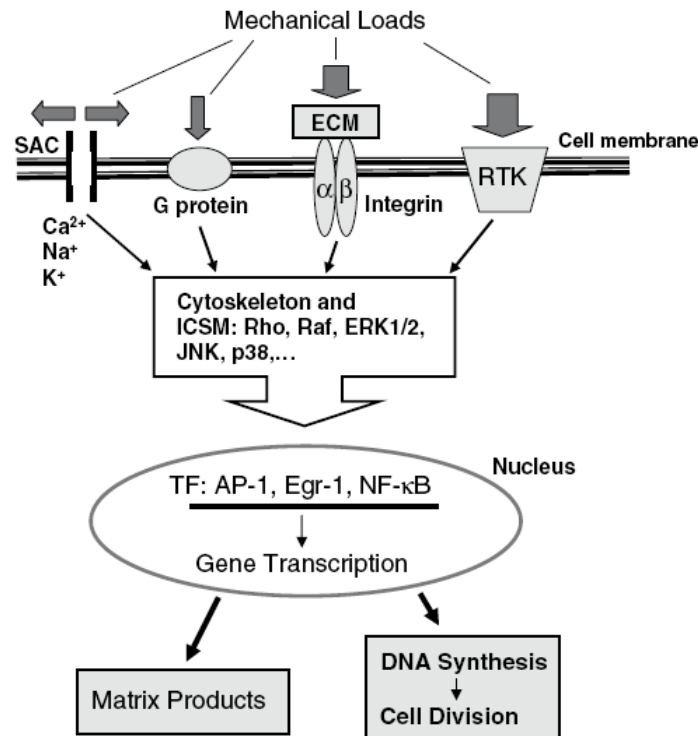 Mechanical Loads
ECM
SAC
Cell membrane
α β
RTK
G protein
Integrin
Ca²⁺
Na⁺
K⁺
Cytoskeleton and
ICSM: Rho, Raf, ERK1/2,
JNK, p38,...
Nucleus
TF: AP-1, Egr-1, NF-κB
Gene Transcription
Matrix Products
DNA Synthesis
Cell Division